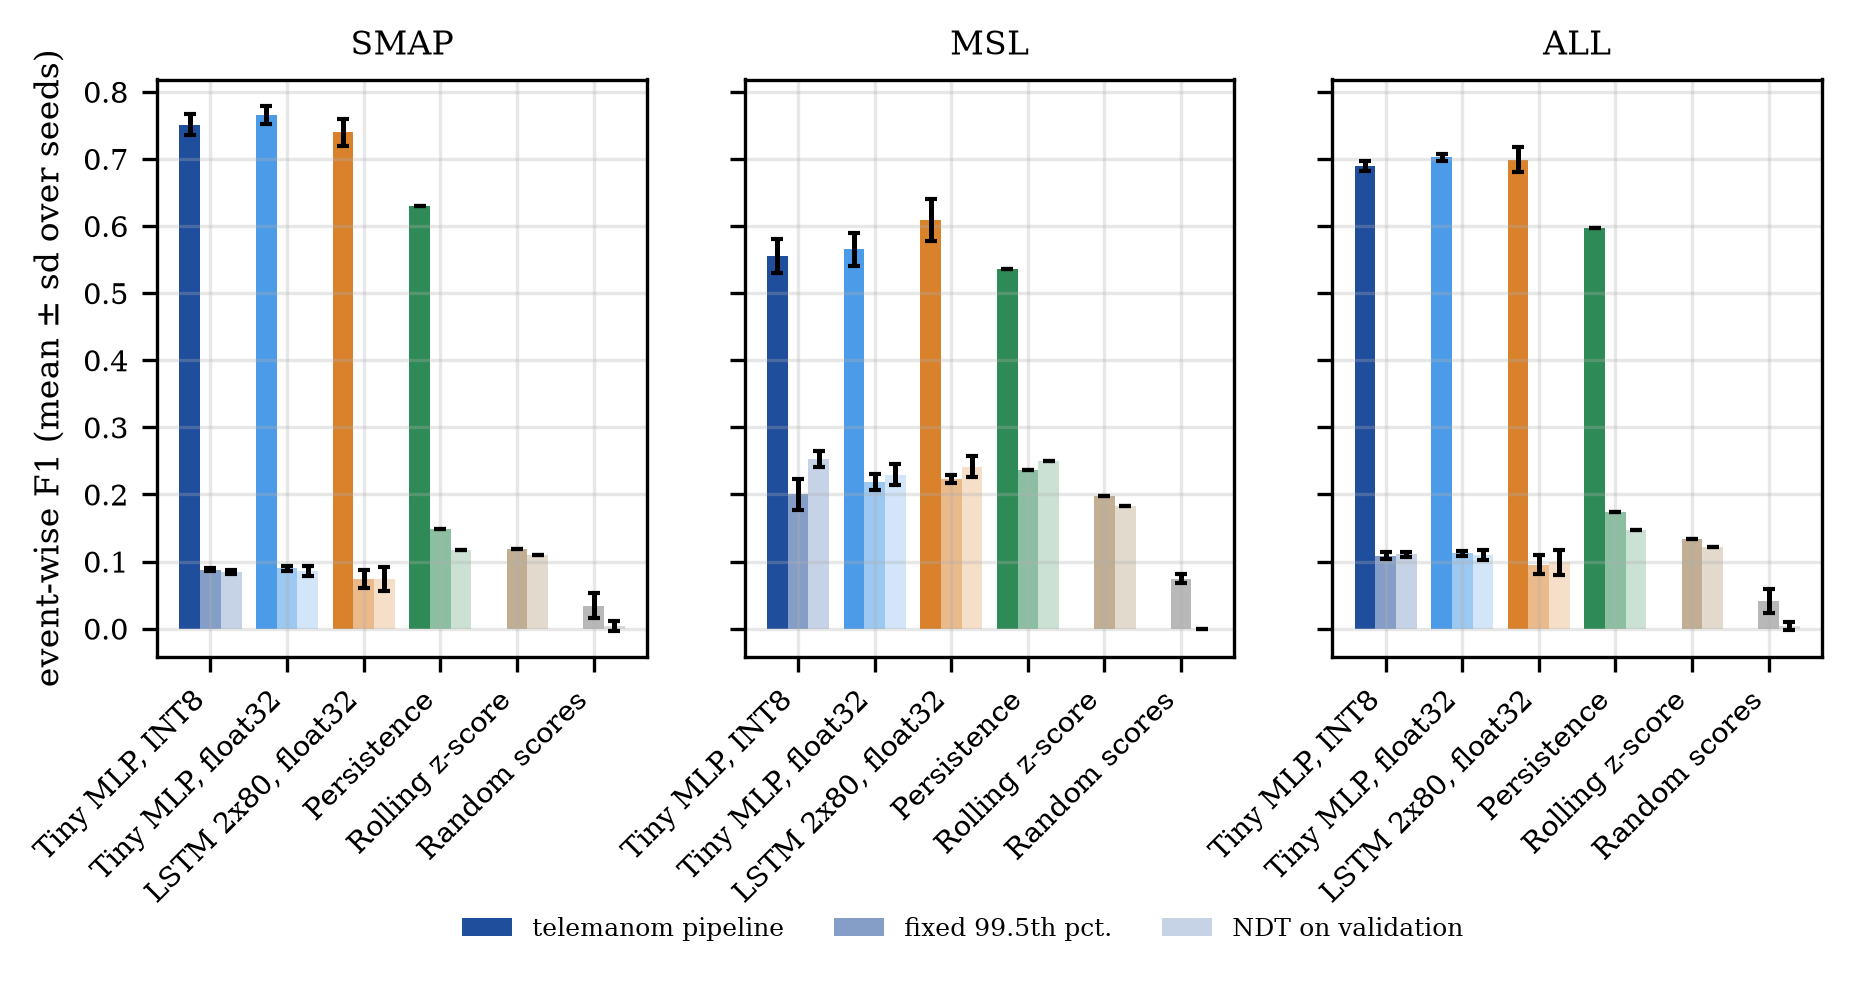 SMAP
MSL
ALL
event-wise F1 (mean ± sd over seeds)
0.8
0.7
0.6
0.5
0.4
0.3
0.2
0.1
0.0
Tiny MLP, INT8
Tiny MLP, float32
LSTM 2x80, float32
Persistence
Rolling z-score
Random scores
Tiny MLP, INT8
Tiny MLP, float32
LSTM 2x80, float32
Persistence
Rolling z-score
Random scores
Tiny MLP, INT8
Tiny MLP, float32
LSTM 2x80, float32
Persistence
Rolling z-score
Random scores
telemanom pipeline
fixed 99.5th pct.
NDT on validation